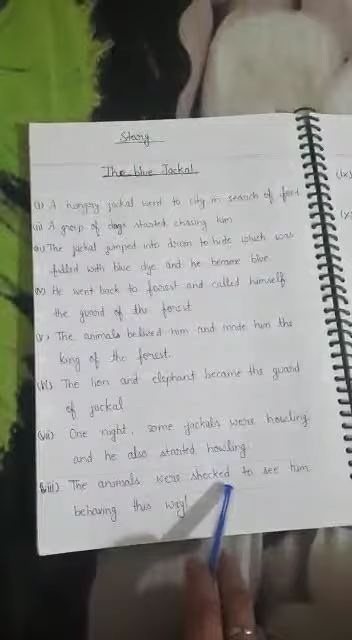 Story
The blue Jackal
(i) A hungry jackal went to city in search of food
(ii) A group of dogs started chasing him
(iii) The jackal jumped into drum to hide which was
filled with blue dye and he became blue.
(iv) He went back to forest and called himself
the guard of the forest
(v) The animals belived him and made him the
king of the forest.
(vi) The lion and elephant became the guard
of jackal
(vii) One night, some jackals were howling
and he also started howling.
(viii) The animals were shocked to see him
behaving this way!
(ix)
(x)